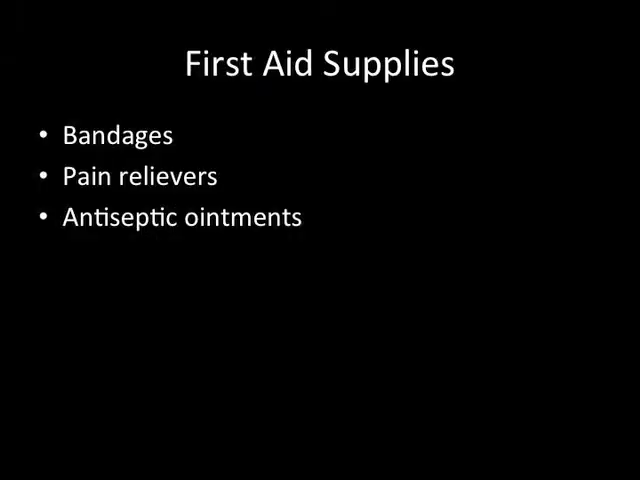 First Aid Supplies
• Bandages
• Pain relievers
• Antiseptic ointments